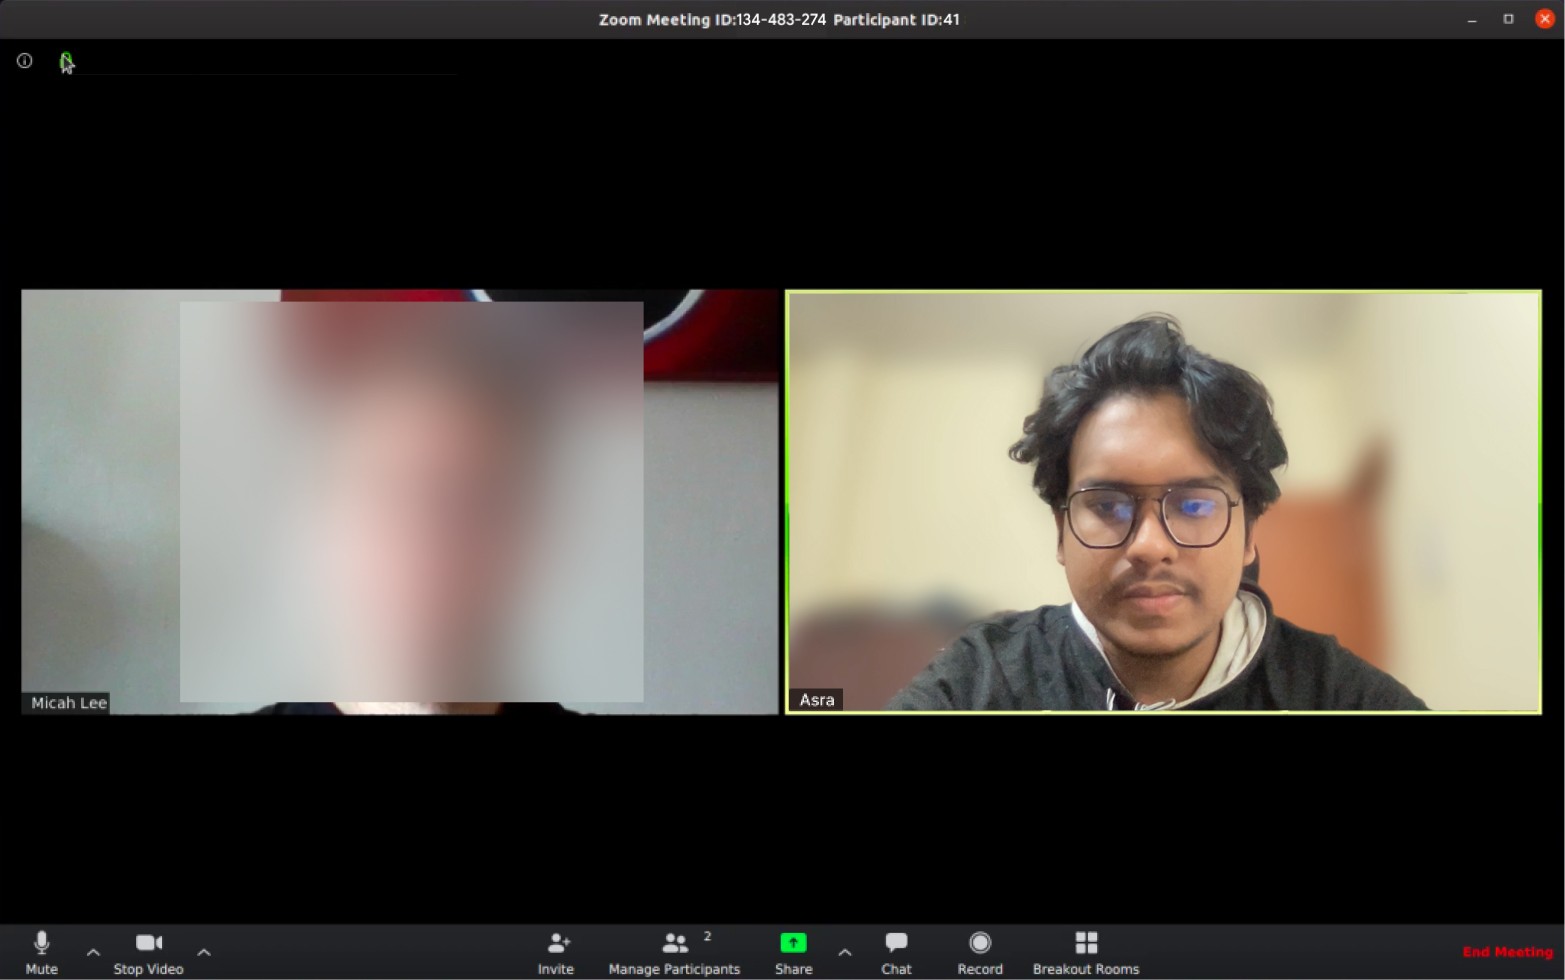 Zoom Meeting ID:134-483-274 Participant ID:41
Micah Lee
Asra
Mute
Stop Video
Invite
2
Manage Participants
Share
Chat
Record
Breakout Rooms
End Meeting